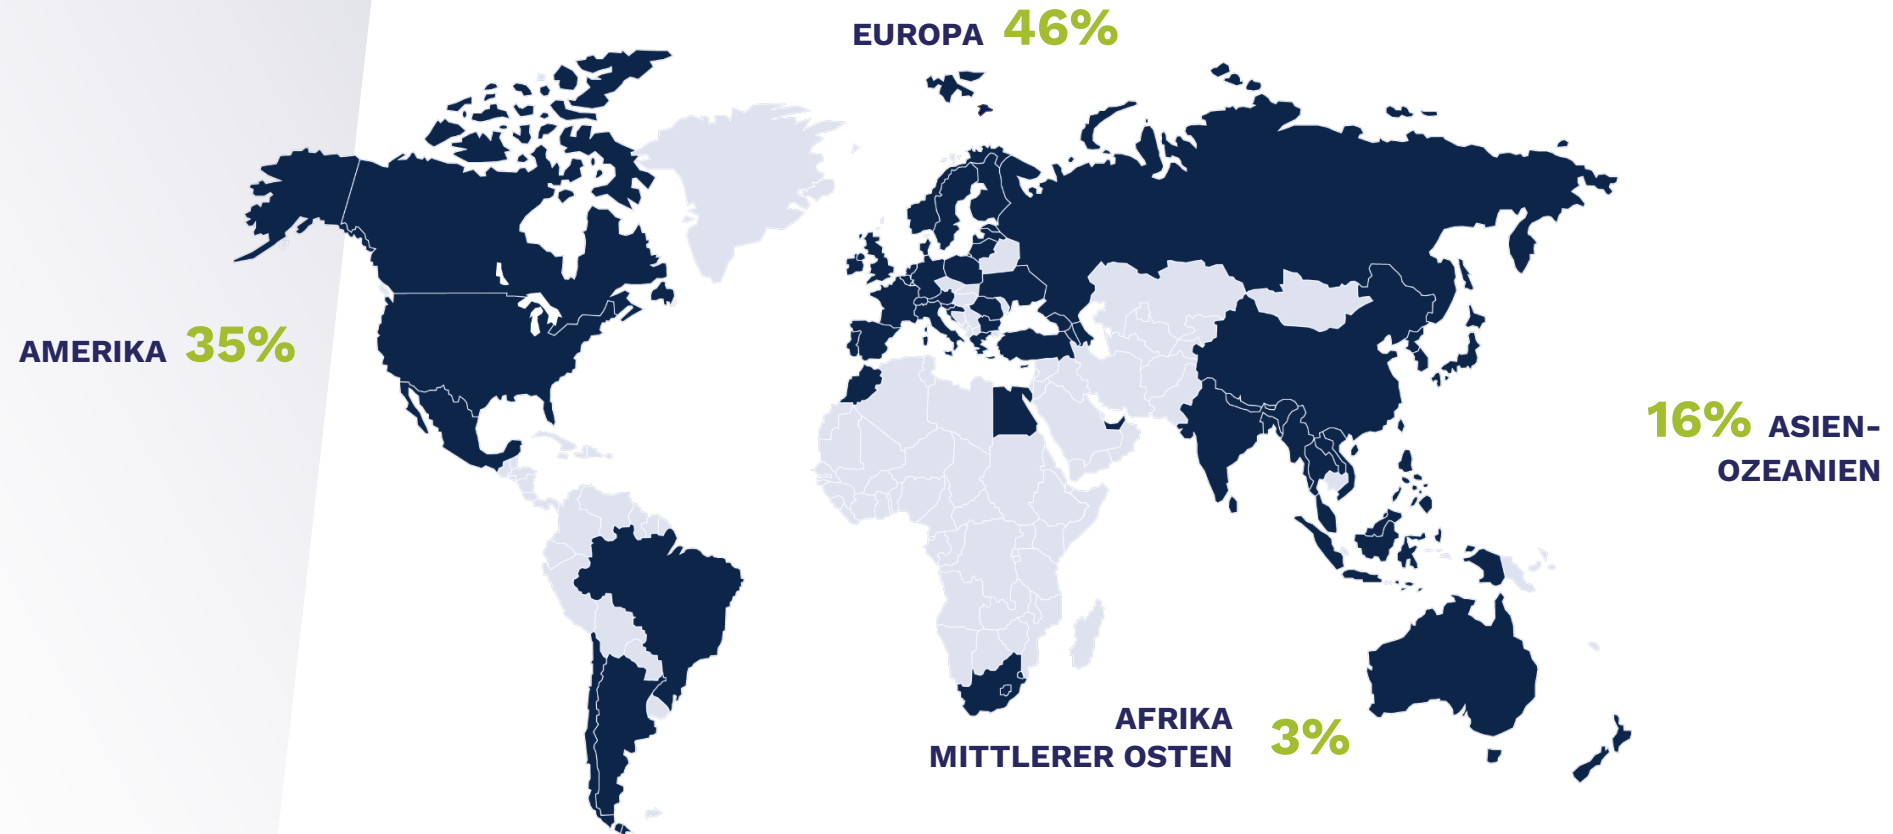 EUROPA 46%
AMERIKA 35%
16% ASIEN-
OZEANIEN
AFRIKA
MITTLERER OSTEN 3%